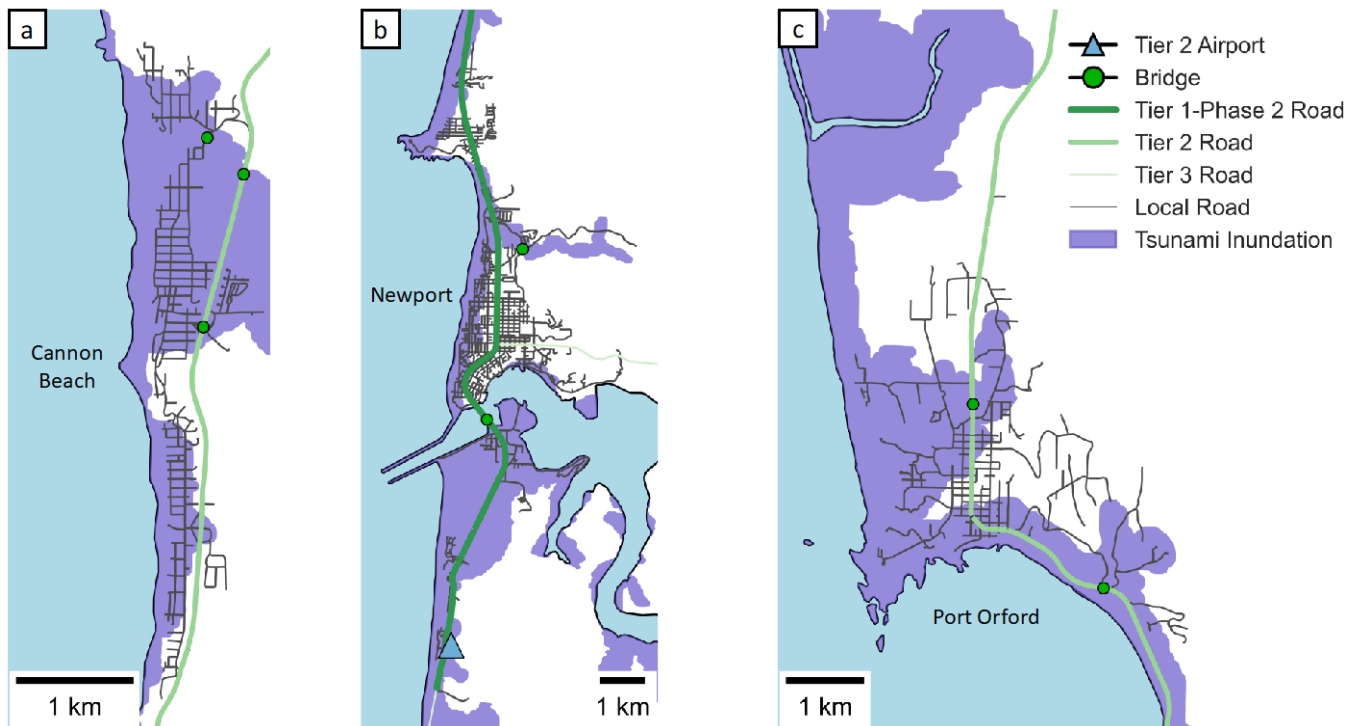 a
Cannon
Beach
1 km
b
Newport
1 km
c
Port Orford
1 km
Tier 2 Airport
Bridge
Tier 1-Phase 2 Road
Tier 2 Road
Tier 3 Road
Local Road
Tsunami Inundation